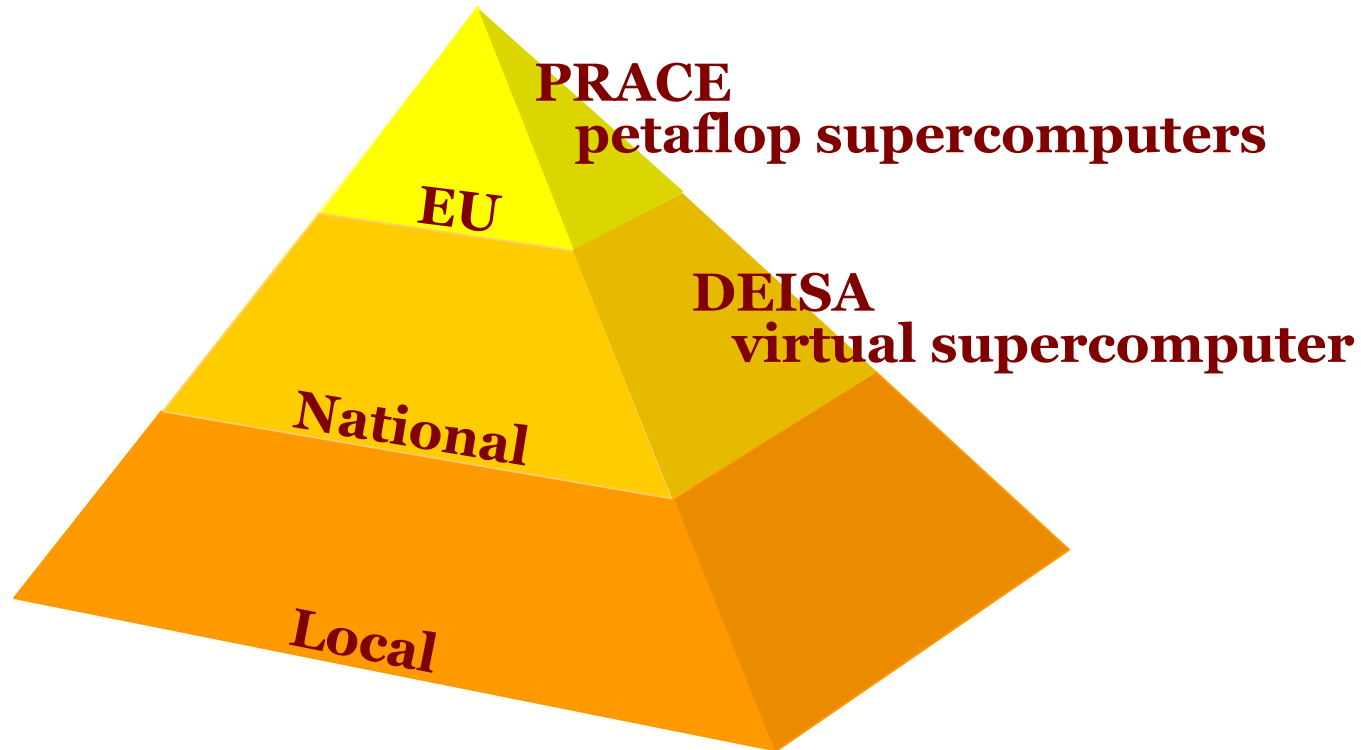 PRACE
petaflop supercomputers
EU
DEISA
virtual supercomputer
National
Local